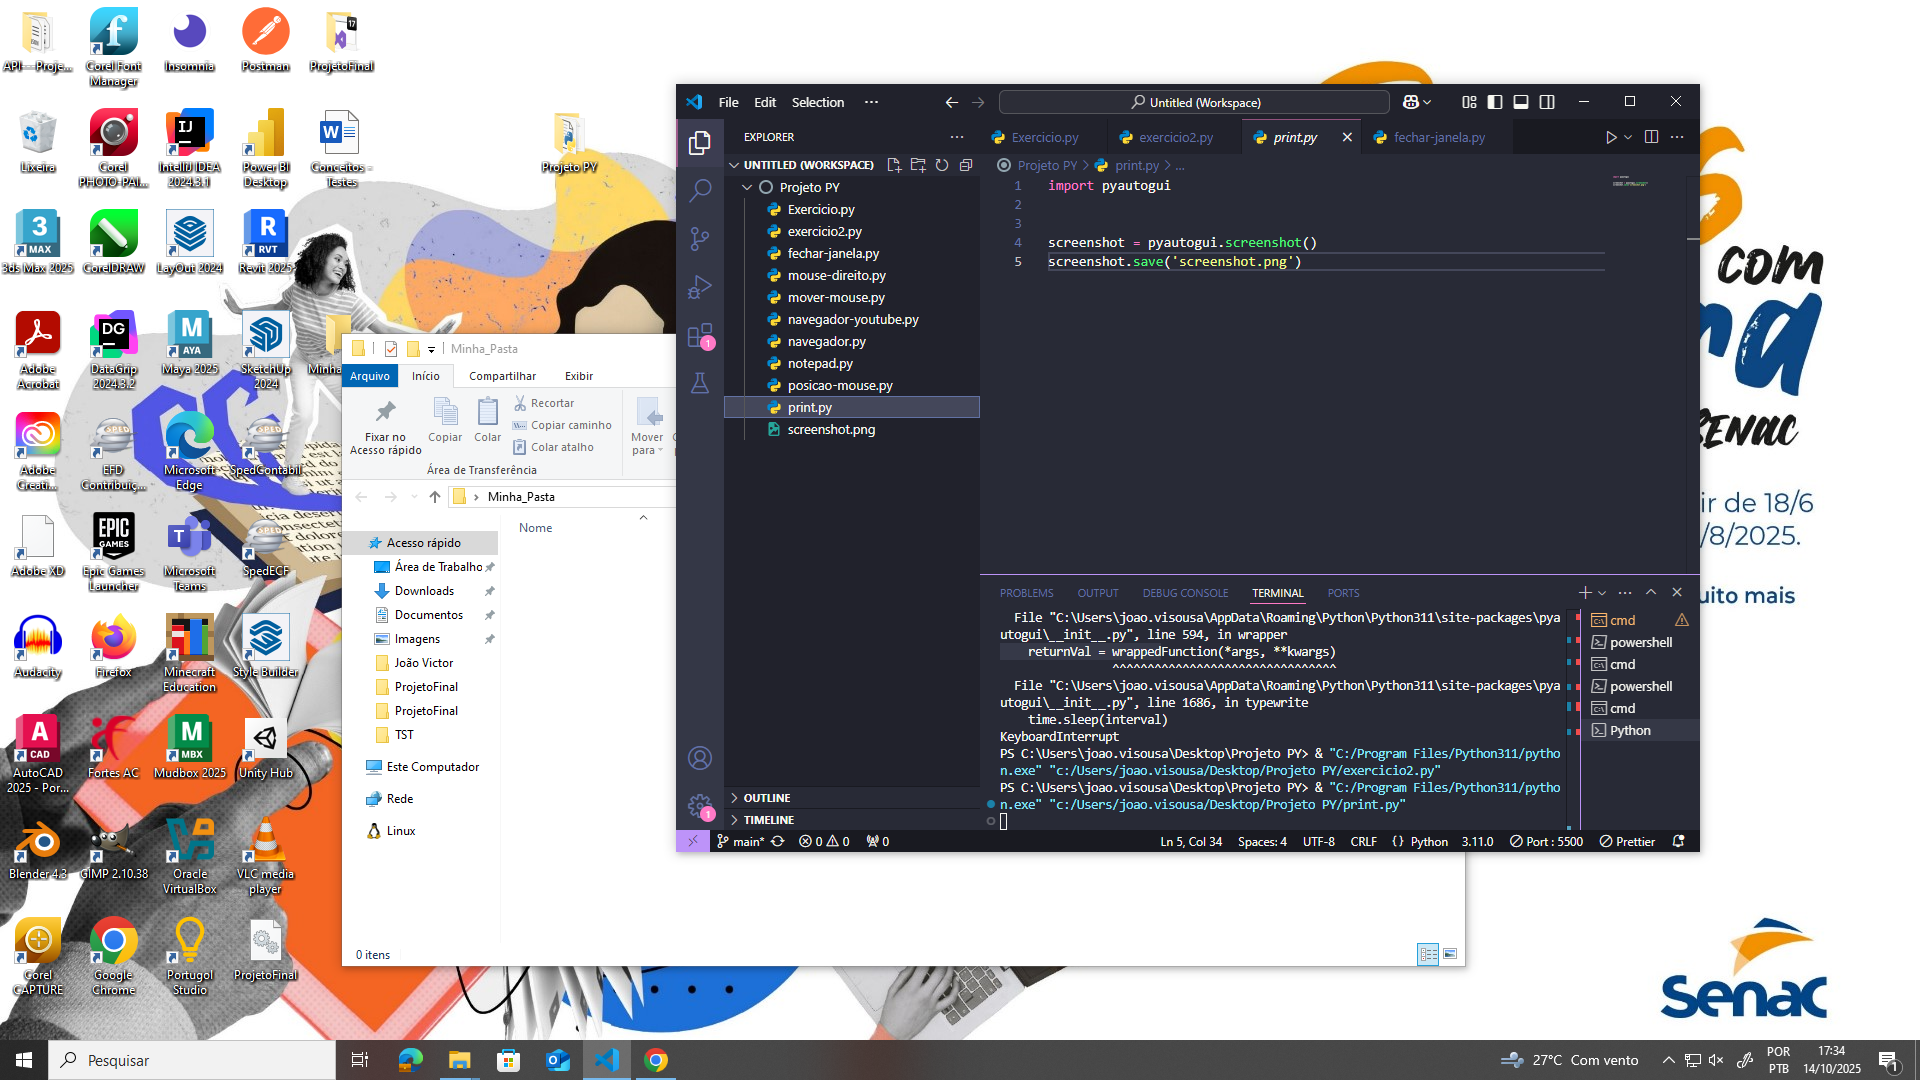 API---Proje...
Corel Font
Manager
Insomnia
Postman
ProjetoFinal
Lixeira
Corel
PHOTO-PAI...
IntelliJ IDEA
2024.3.1
Power BI
Desktop
Conceitos -
Testes
Projeto PY
3ds Max 2025
CorelDRAW
LayOut 2024
Revit 2025
Adobe
Acrobat
DataGrip
2024.3.2
Maya 2025
SketchUp
2024
Adobe
Creati...
EFD
Contribuiç...
Microsoft
Edge
SpedContabil
Adobe XD
Epic Games
Launcher
Microsoft
Teams
SpedECF
Audacity
Firefox
Minecraft
Education
Style Builder
AutoCAD
2025 - Por...
Fortes AC
Mudbox 2025
Unity Hub
Blender 4.3
GIMP 2.10.38
Oracle
VirtualBox
VLC media
player
Corel
CAPTURE
Google
Chrome
Portugol
Studio
ProjetoFinal
Minha_Pasta
Arquivo
Início
Compartilhar
Exibir
Fixar no
Acesso rápido
Copiar
Colar
Recortar
Copiar caminho
Colar atalho
Mover
para
Área de Transferência
Minha_Pasta
Nome
Acesso rápido
Área de Trabalho
Downloads
Documentos
Imagens
João Victor
ProjetoFinal
ProjetoFinal
TST
Este Computador
Rede
Linux
0 itens
File Edit Selection ...
Untitled (Workspace)
EXPLORER
UNTITLED (WORKSPACE)
Projeto PY
Exercicio.py
exercicio2.py
fechar-janela.py
mouse-direito.py
mover-mouse.py
navegador-youtube.py
navegador.py
notepad.py
posicao-mouse.py
print.py
screenshot.png
OUTLINE
TIMELINE
Exercicio.py
exercicio2.py
print.py
fechar-janela.py
Projeto PY > print.py > ...
1 import pyautogui
2
3
4 screenshot = pyautogui.screenshot()
5 screenshot.save('screenshot.png')
PROBLEMS OUTPUT DEBUG CONSOLE TERMINAL PORTS
File "C:\Users\joao.visousa\AppData\Roaming\Python\Python311\site-packages\pya
utogui\__init__.py", line 594, in wrapper
returnVal = wrappedFunction(*args, **kwargs)
^^^^^^^^^^^^^^^^^^^^^^^^^^^^^^^^
File "C:\Users\joao.visousa\AppData\Roaming\Python\Python311\site-packages\pya
utogui\__init__.py", line 1686, in typewrite
time.sleep(interval)
KeyboardInterrupt
PS C:\Users\joao.visousa\Desktop\Projeto PY> & "C:/Program Files/Python311/pytho
n.exe" "c:/Users/joao.visousa/Desktop/Projeto PY/exercicio2.py"
PS C:\Users\joao.visousa\Desktop\Projeto PY> & "C:/Program Files/Python311/pytho
n.exe" "c:/Users/joao.visousa/Desktop/Projeto PY/print.py"
cmd
powershell
cmd
powershell
cmd
Python
main* 0 0 0
Ln 5, Col 34 Spaces: 4 UTF-8 CRLF {} Python 3.11.0 Port : 5500 Prettier
com
Senac
ir de 18/6
/8/2025.
uito mais
Senac
Pesquisar
27°C Com vento
POR
PTB
17:34
14/10/2025
1